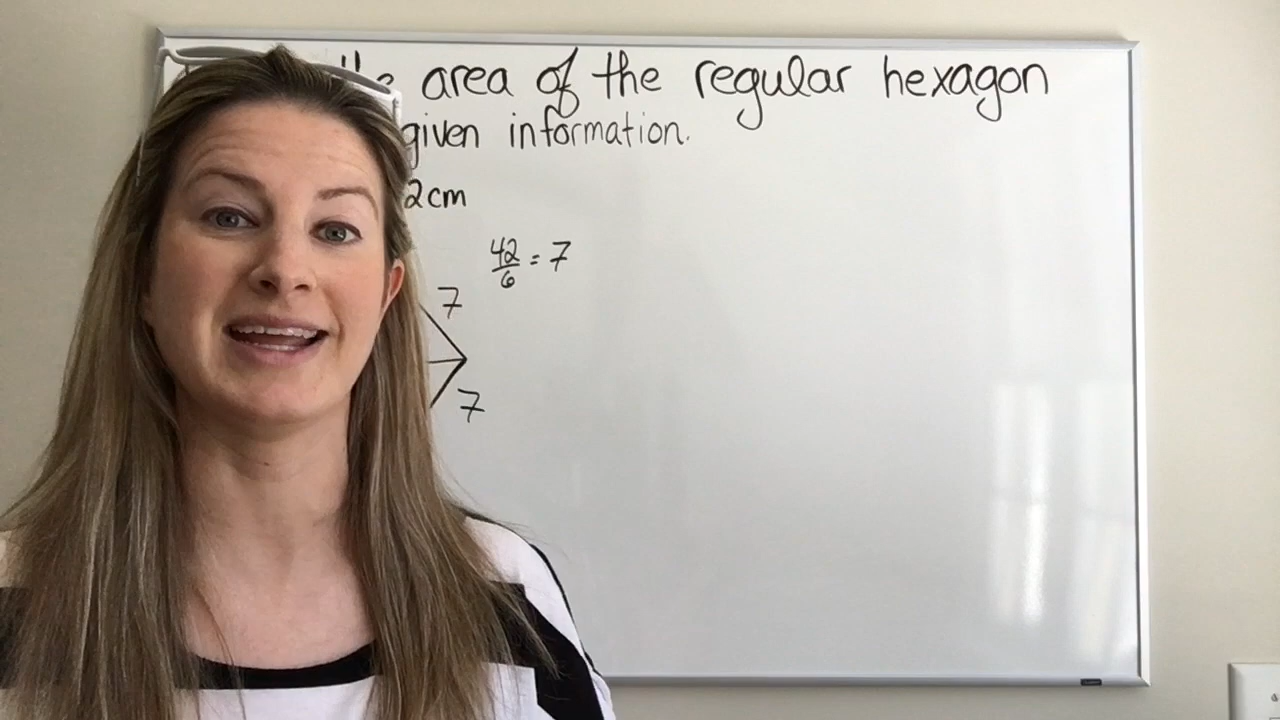 area of the regular hexagon
given information.
2cm
42/6 = 7
7
7